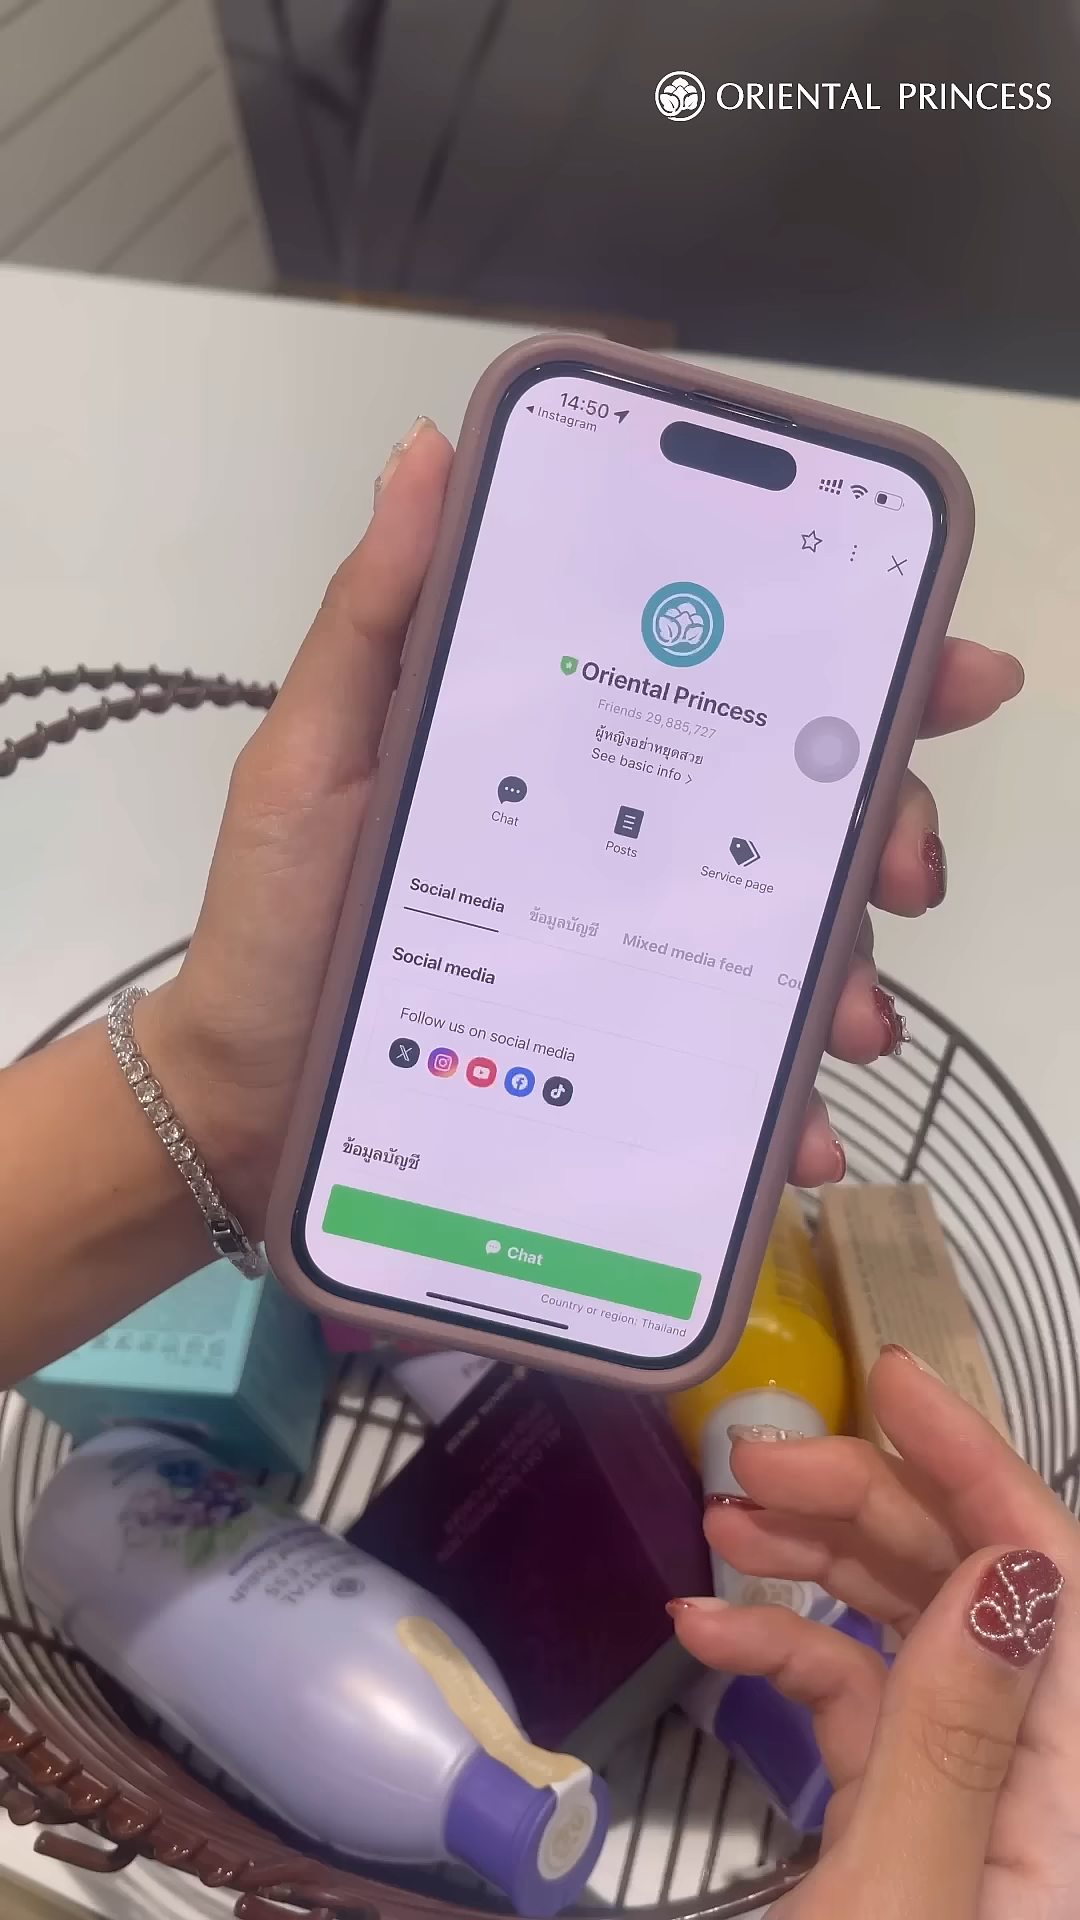 ORIENTAL PRINCESS
14:50
Instagram
Oriental Princess
Friends 29,885,727
ผู้หญิงอย่าหยุดสวย
See basic info >
Chat
Posts
Service page
Social media
ข้อมูลบัญชี
Mixed media feed
Cou
Social media
Follow us on social media
ข้อมูลบัญชี
Chat
Country or region: Thailand